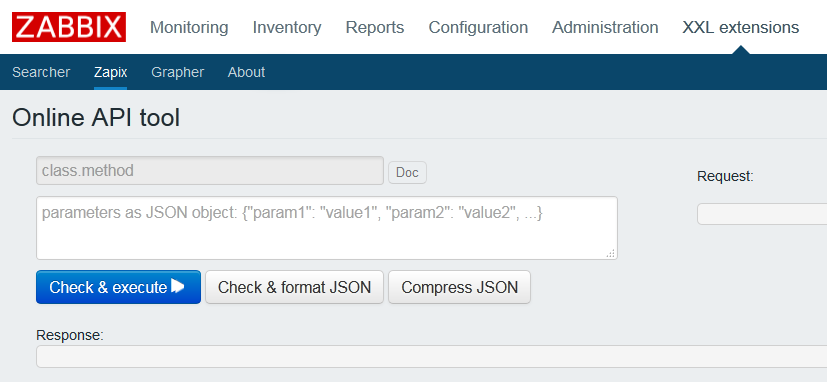 ZABBIX Monitoring Inventory Reports Configuration Administration XXL extensions
Searcher Zapix Grapher About
Online API tool
class.method Doc
Request:
parameters as JSON object: {"param1": "value1", "param2": "value2", ...}
Check & execute Check & format JSON Compress JSON
Response: